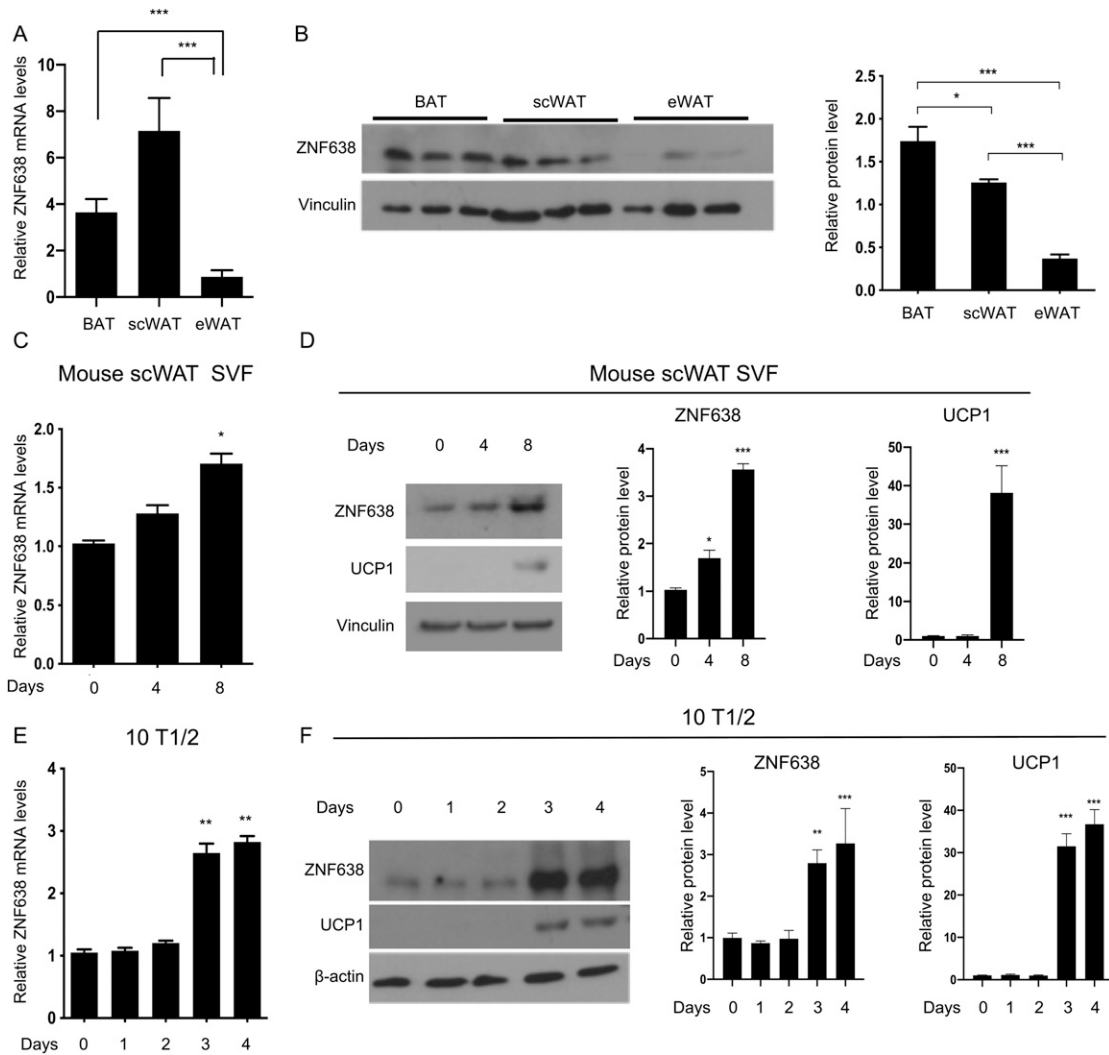 A
***
***
Relative ZNF638 mRNA levels
10
8
6
4
2
0
BAT scWAT eWAT
B
BAT scWAT eWAT
ZNF638
Vinculin
***
*
***
Relative protein level
2.5
2.0
1.5
1.0
0.5
0.0
BAT scWAT eWAT
C
Mouse scWAT SVF
*
Relative ZNF638 mRNA levels
2.0
1.5
1.0
0.5
0.0
Days 0 4 8
D
Mouse scWAT SVF
Days 0 4 8
ZNF638
UCP1
Vinculin
ZNF638
Relative protein level
4
3
2
1
0
*
***
Days 0 4 8
UCP1
Relative protein level
50
40
30
20
10
0
***
Days 0 4 8
E
10 T1/2
Relative ZNF638 mRNA levels
4
3
2
1
0
** **
Days 0 1 2 3 4
F
10 T1/2
Days 0 1 2 3 4
ZNF638
UCP1
β-actin
ZNF638
Relative protein level
5
4
3
2
1
0
** ***
Days 0 1 2 3 4
UCP1
Relative protein level
50
40
30
20
10
0
*** ***
Days 0 1 2 3 4